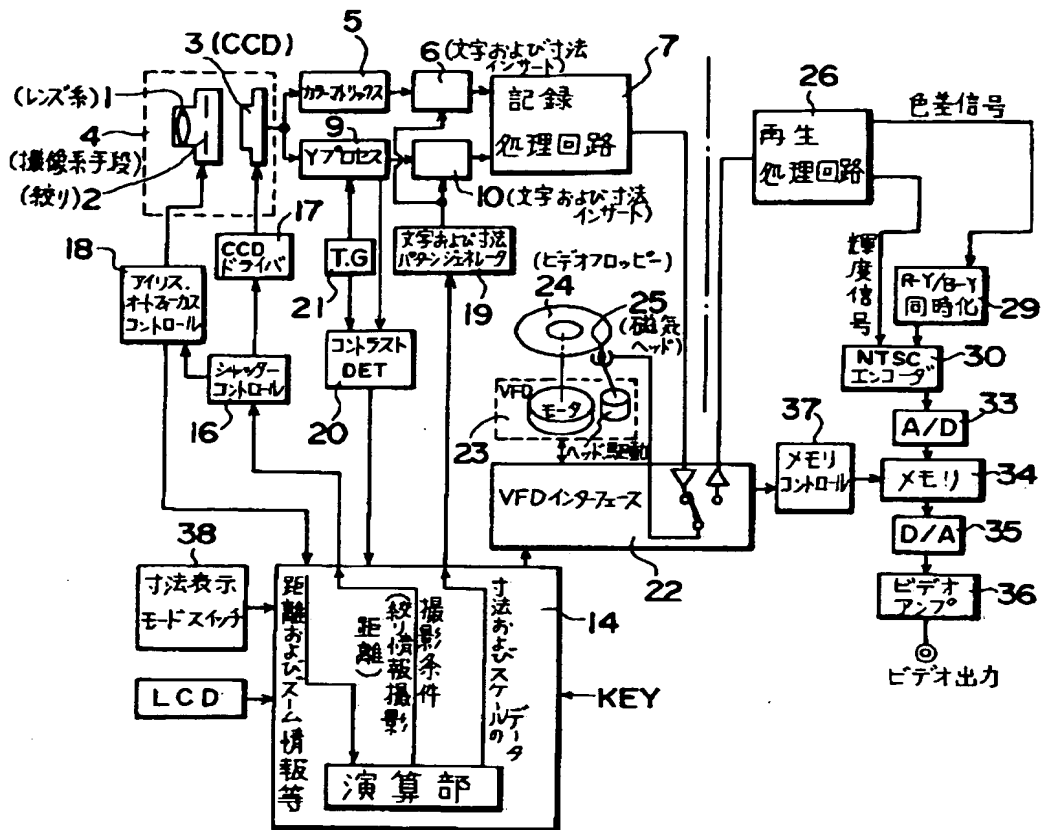 5
3 (CCD)
6 (文字および寸法
インサート)
7
(レンズ系) 1
4
(撮像系手段)
(絞り) 2
カラーマトリックス
9
Yプロセス
記録
処理回路
10 (文字および寸法
インサート)
26
色差信号
再生
処理回路
17
CCD
ドライバ
18
アイリス.
オートフォーカス
コントロール
T.G
21
文字および寸法
パターンジェネレータ
19
(ビデオフロッピー)
24
25
(磁気
ヘッド)
輝度信号
R-Y/B-Y
同時化
29
コントラスト
DET
20
シャッター
コントロール
16
VFD
モータ
23
ヘッド駆動
NTSC
エンコーダ
30
A/D
33
37
メモリ
コントロール
メモリ
34
VFDインターフェース
22
D/A
35
38
寸法表示
モードスイッチ
ビデオ
アンプ
36
ビデオ出力
距離およびズーム情報等
撮影条件
(絞り情報撮影
距離)
寸法およびスケールの
データ
14
LCD
KEY
演算部